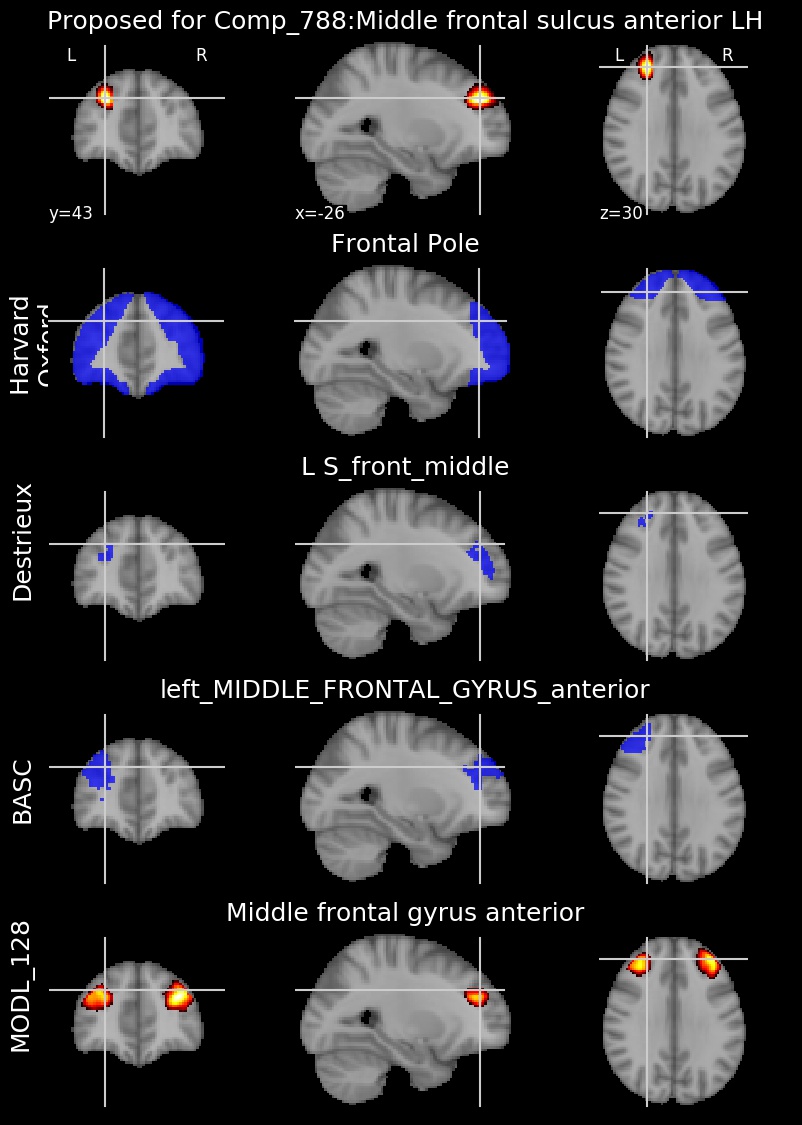 Proposed for Comp_788:Middle frontal sulcus anterior LH
L R L R
y=43 x=-26 z=30
Frontal Pole
Harvard
Oxford
L S_front_middle
Destrieux
left_MIDDLE_FRONTAL_GYRUS_anterior
BASC
Middle frontal gyrus anterior
MODL_128